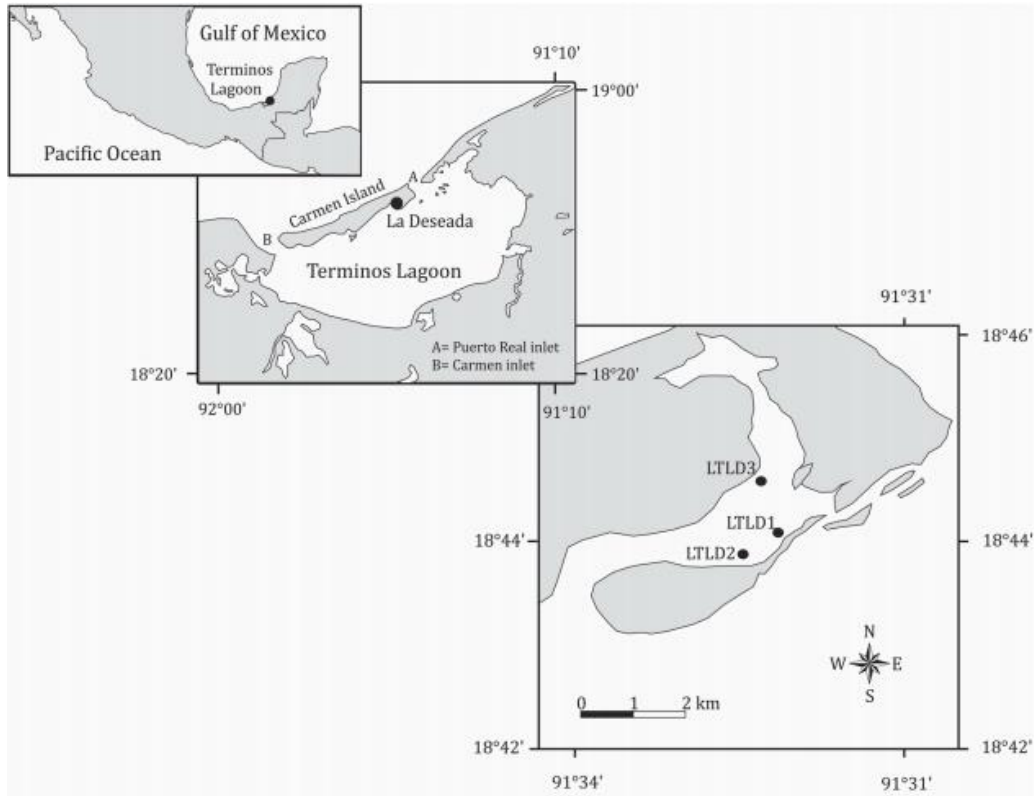 Gulf of Mexico
Terminos
Lagoon
Pacific Ocean
91°10'
19°00'
A
Carmen Island
La Deseada
B
Terminos Lagoon
A= Puerto Real inlet
B= Carmen inlet
18°20'
18°20'
92°00'
91°10'
91°31'
18°46'
LTLD3
LTLD1
18°44'
LTLD2
18°44'
N
W
E
S
0 1 2 km
18°42'
18°42'
91°34'
91°31'